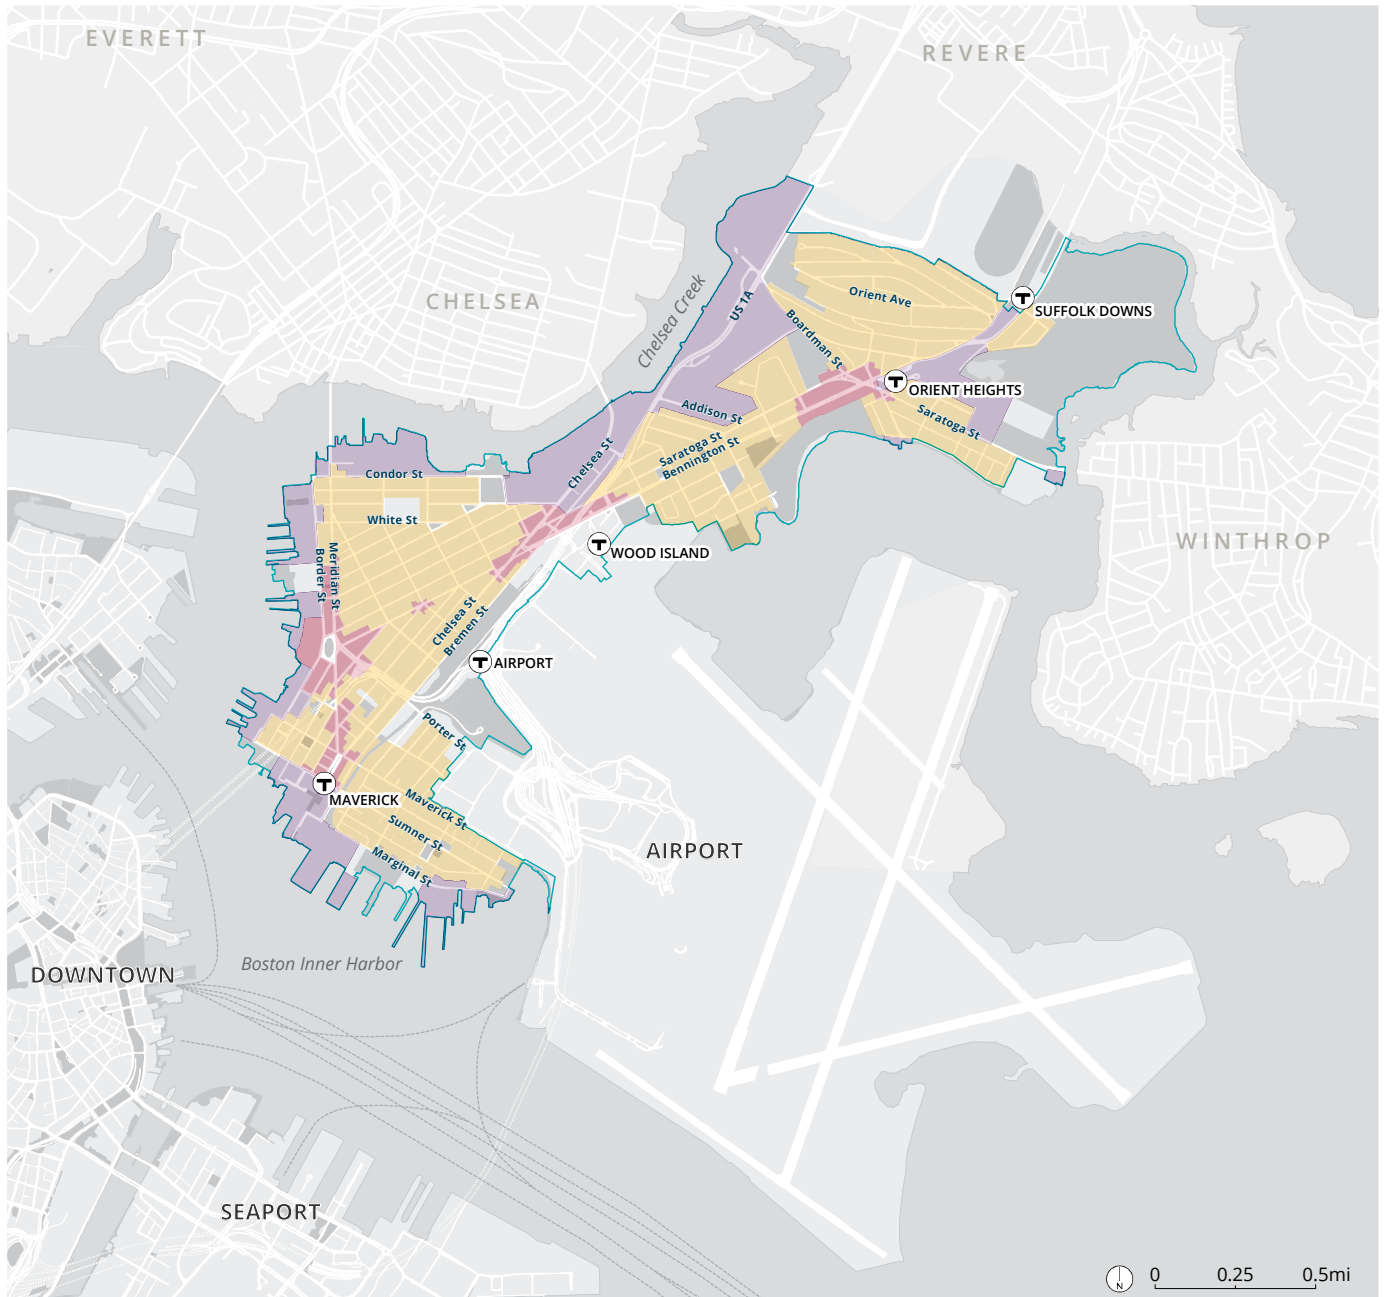 EVERETT
REVERE
CHELSEA
Chelsea Creek
US 1A
Orient Ave
T
SUFFOLK DOWNS
Boardman St
T
ORIENT HEIGHTS
Addison St
Saratoga St
Saratoga St
Bennington St
Chelsea St
Condor St
White St
T
WOOD ISLAND
WINTHROP
Meridian St
Border St
Chelsea St
Bremen St
T
AIRPORT
Porter St
T
MAVERICK
Maverick St
Sumner St
Marginal St
AIRPORT
Boston Inner Harbor
DOWNTOWN
SEAPORT
N
0 0.25 0.5mi